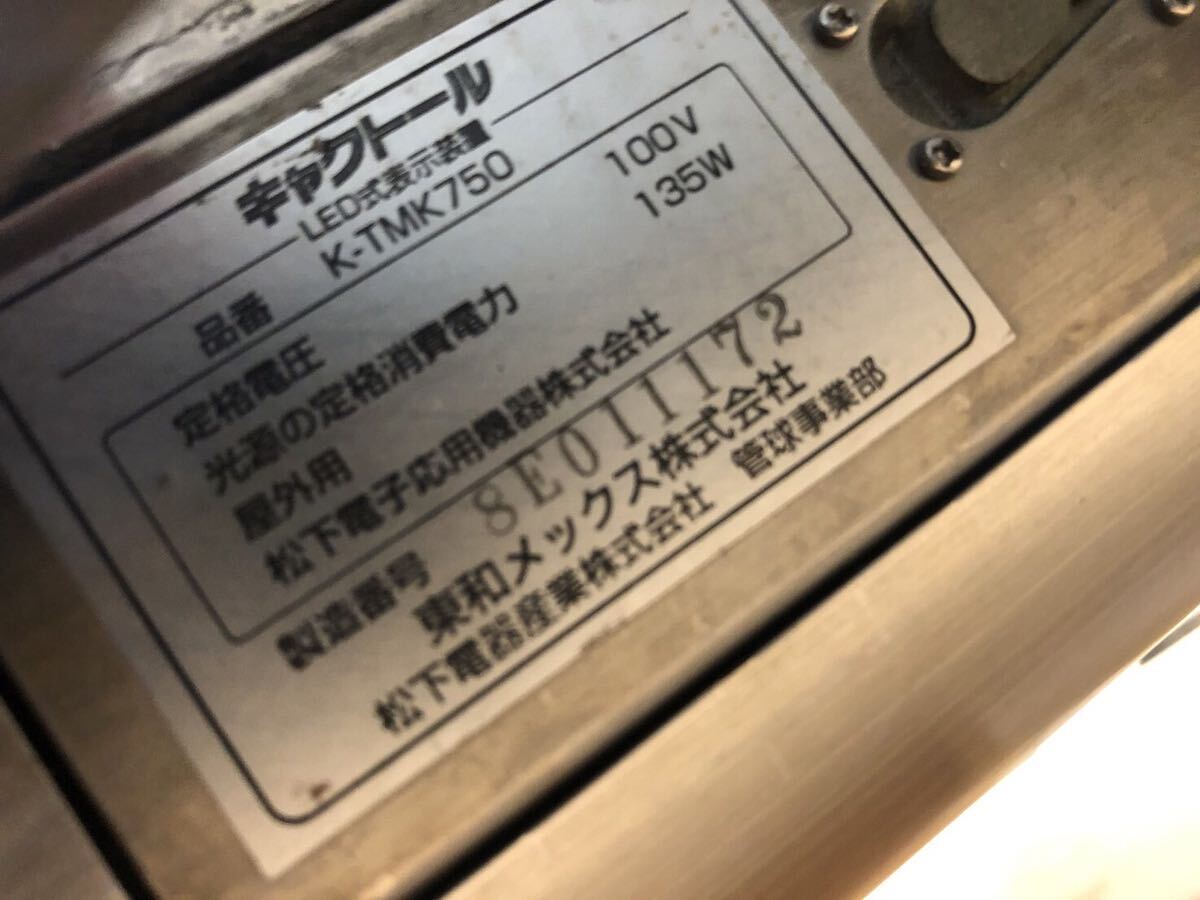 キャクトール
LED式表示装置
品番 K-TMK750
定格電圧 100V
光源の定格消費電力 135W
屋外用
松下電子応用機器株式会社
製造番号 8E011172
東和メックス株式会社
松下電器産業株式会社 管球事業部